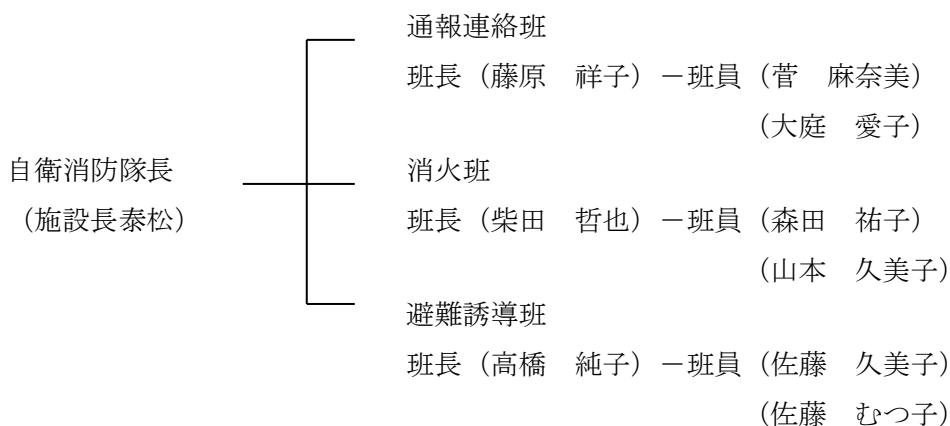 通報連絡班
班長（藤原　祥子）－班員（菅　麻奈美）
（大庭　愛子）
自衛消防隊長
（施設長泰松）
消火班
班長（柴田　哲也）－班員（森田　祐子）
（山本　久美子）
避難誘導班
班長（高橋　純子）－班員（佐藤　久美子）
（佐藤　むつ子）